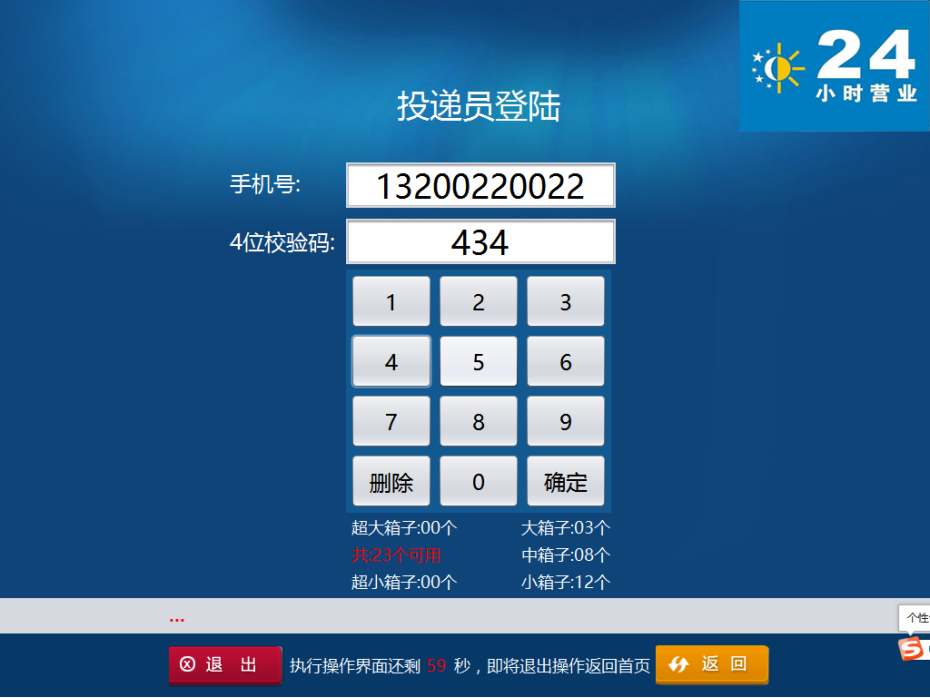 24
小时营业
投递员登陆
手机号: 13200220022
4位校验码: 434
1 2 3
4 5 6
7 8 9
删除 0 确定
超大箱子:00个 大箱子:03个
共:23个可用 中箱子:08个
超小箱子:00个 小箱子:12个
...
个性
退 出 执行操作界面还剩 59 秒，即将退出操作返回首页 返 回
S